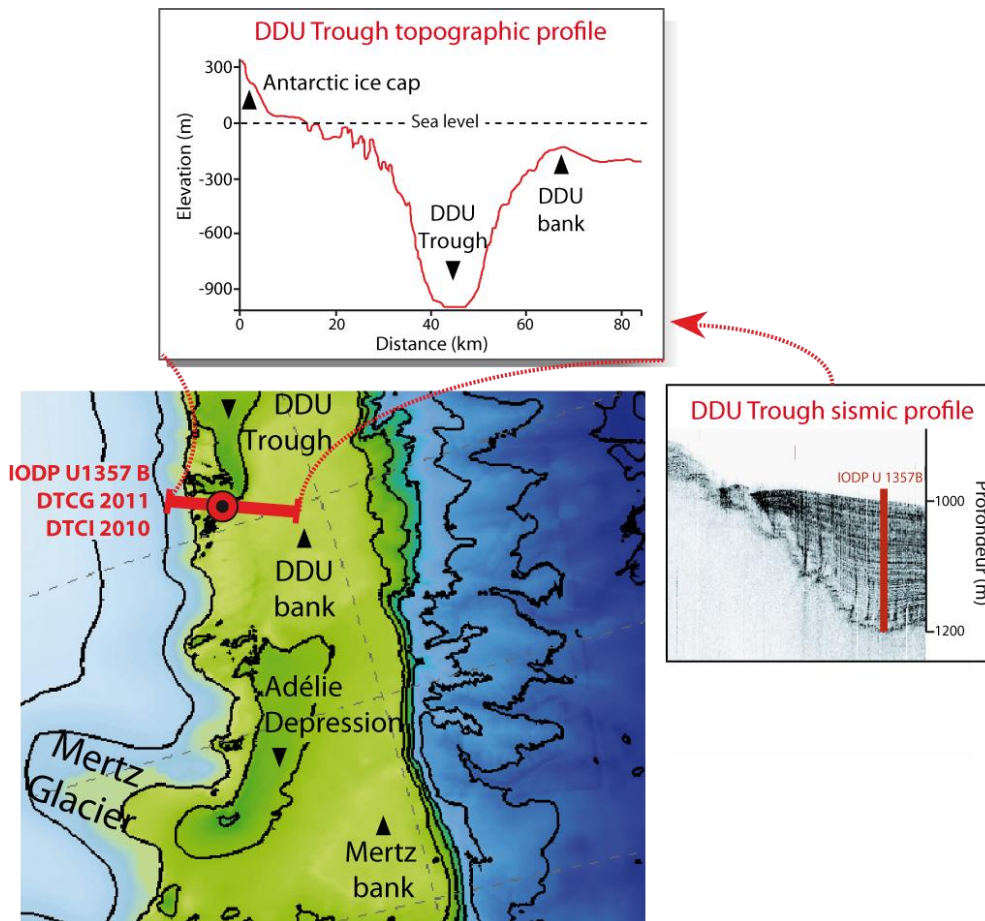 DDU Trough topographic profile
300
0
-300
-600
-900
Elevation (m)
Antarctic ice cap
Sea level
DDU
Trough
DDU
bank
0
20
40
60
80
Distance (km)
DDU
Trough
IODP U1357 B
DTCG 2011
DTCI 2010
DDU
bank
Adélie
Depression
Mertz
Glacier
Mertz
bank
DDU Trough sismic profile
IODP U 1357B
1000
1200
Profondeur (m)